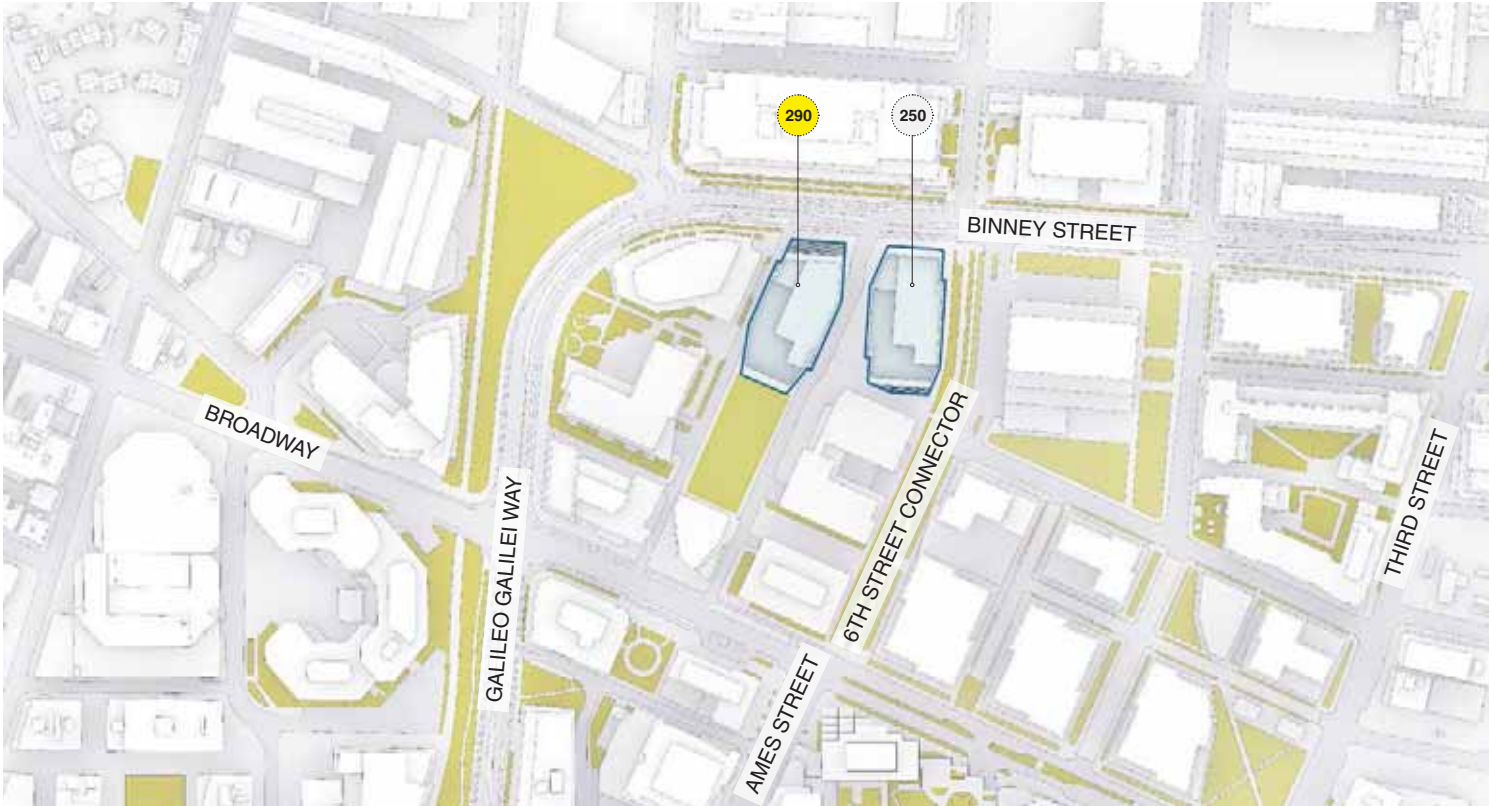 290
250
BINNEY STREET
BROADWAY
GALILEO GALILEI WAY
6TH STREET CONNECTOR
THIRD STREET
AMES STREET